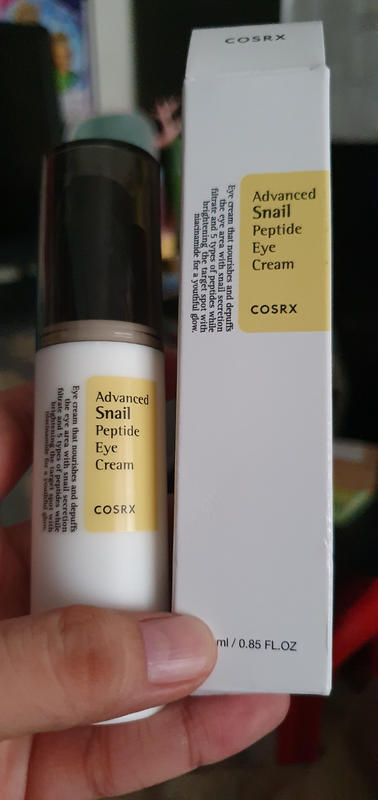 COSRX
Advanced
Snail
Peptide
Eye
Cream
COSRX
Eye cream that nourishes and depuffs
the eye area with snail secretion
filtrate and 5 types of peptides while
brightening the target spot with
niacinamide for a youthful glow.
ml / 0.85 FL.OZ
Advanced
Snail
Peptide
Eye
Cream
COSRX
Eye cream that nourishes and depuffs
the eye area with snail secretion
filtrate and 5 types of peptides while
brightening the target spot with
niacinamide for a youthful glow.